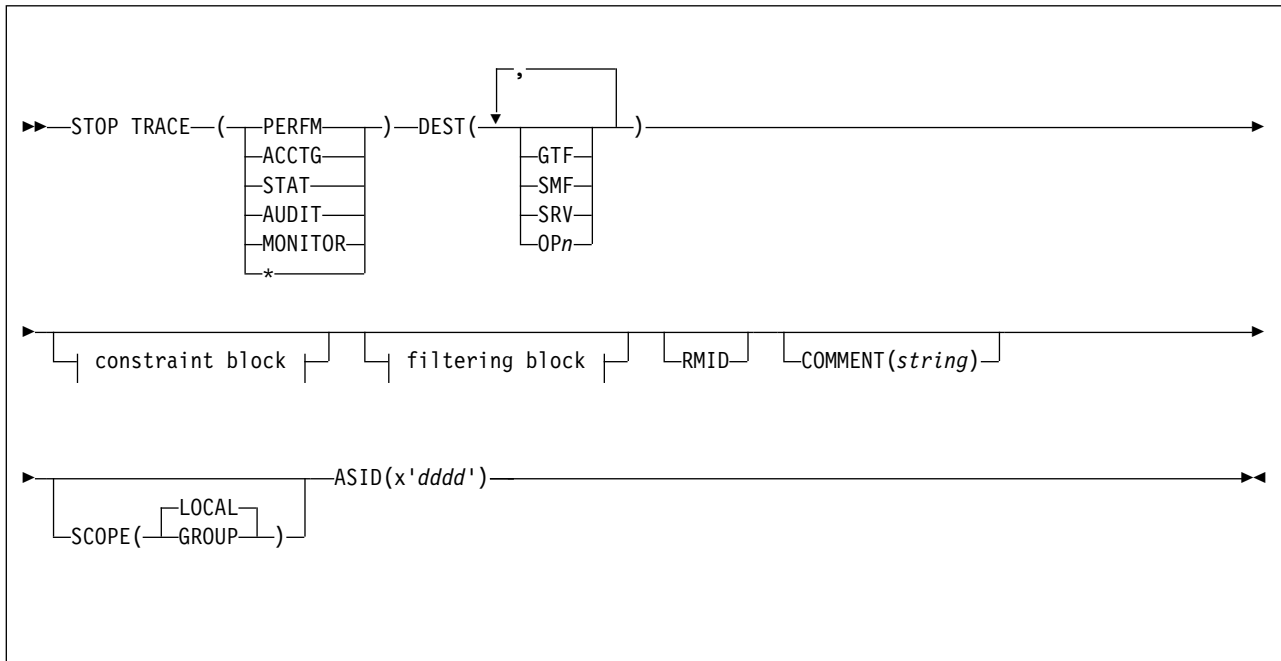 ,
STOP TRACE ( PERFM ) DEST( )
ACCTG GTF
STAT SMF
AUDIT SRV
MONITOR OPn
*
constraint block filtering block RMID COMMENT(string)
ASID(x'dddd')
LOCAL
SCOPE( GROUP )